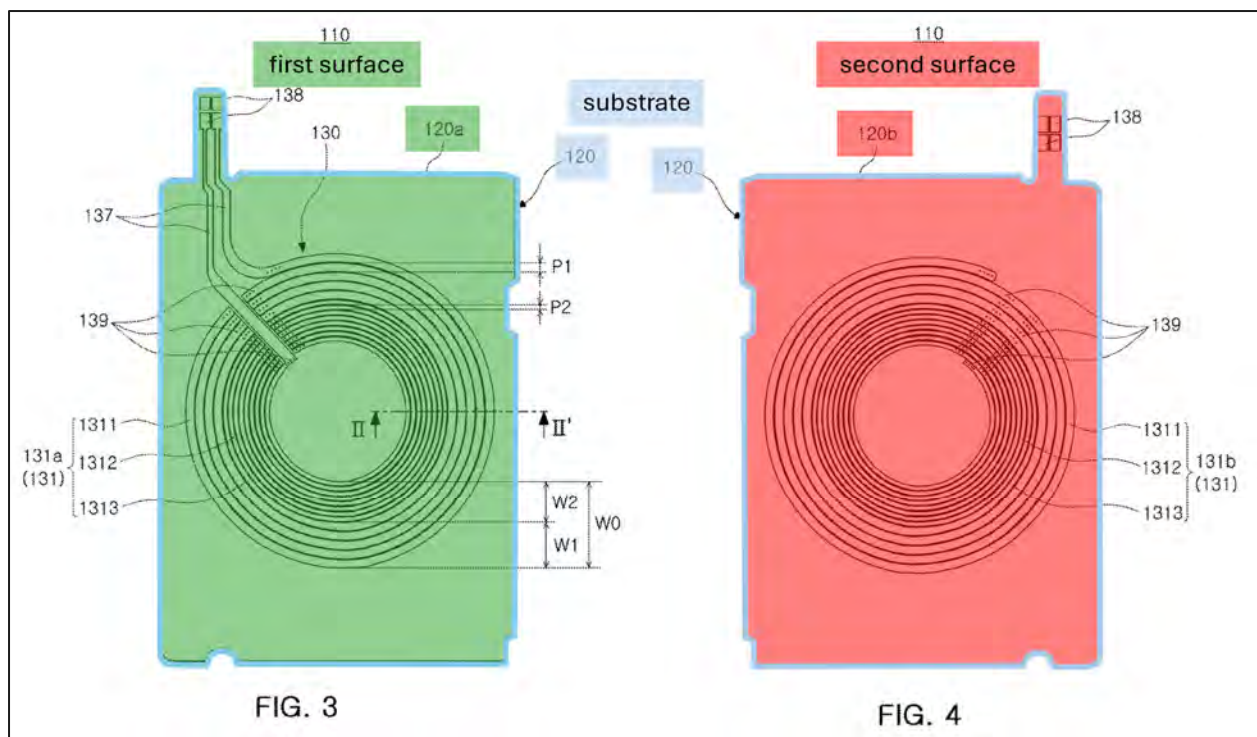 110
first surface
138
120a
130
substrate
120
137
P1
P2
139
II
II'
1311
131a
(131)
1312
1313
W2
W0
W1
FIG. 3
110
second surface
138
120b
120
139
1311
1312
131b
(131)
1313
FIG. 4